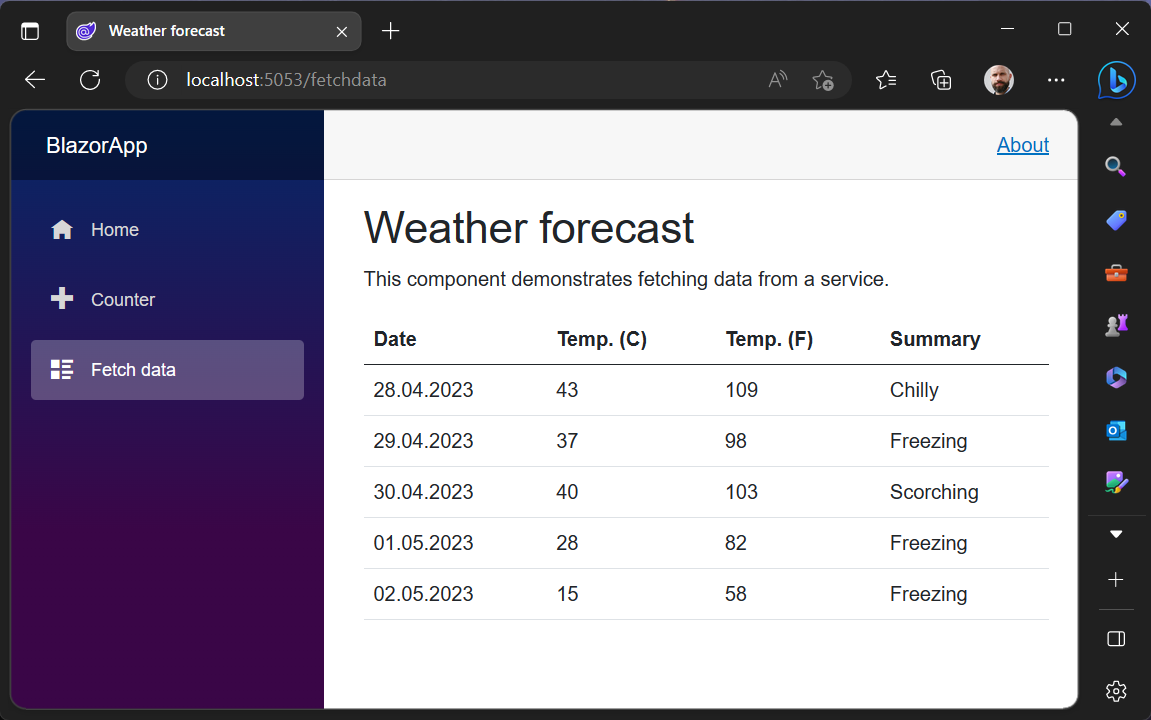 Weather forecast
localhost:5053/fetchdata
BlazorApp
About
Home
Counter
Fetch data
Weather forecast
This component demonstrates fetching data from a service.
Date Temp. (C) Temp. (F) Summary
28.04.2023 43 109 Chilly
29.04.2023 37 98 Freezing
30.04.2023 40 103 Scorching
01.05.2023 28 82 Freezing
02.05.2023 15 58 Freezing